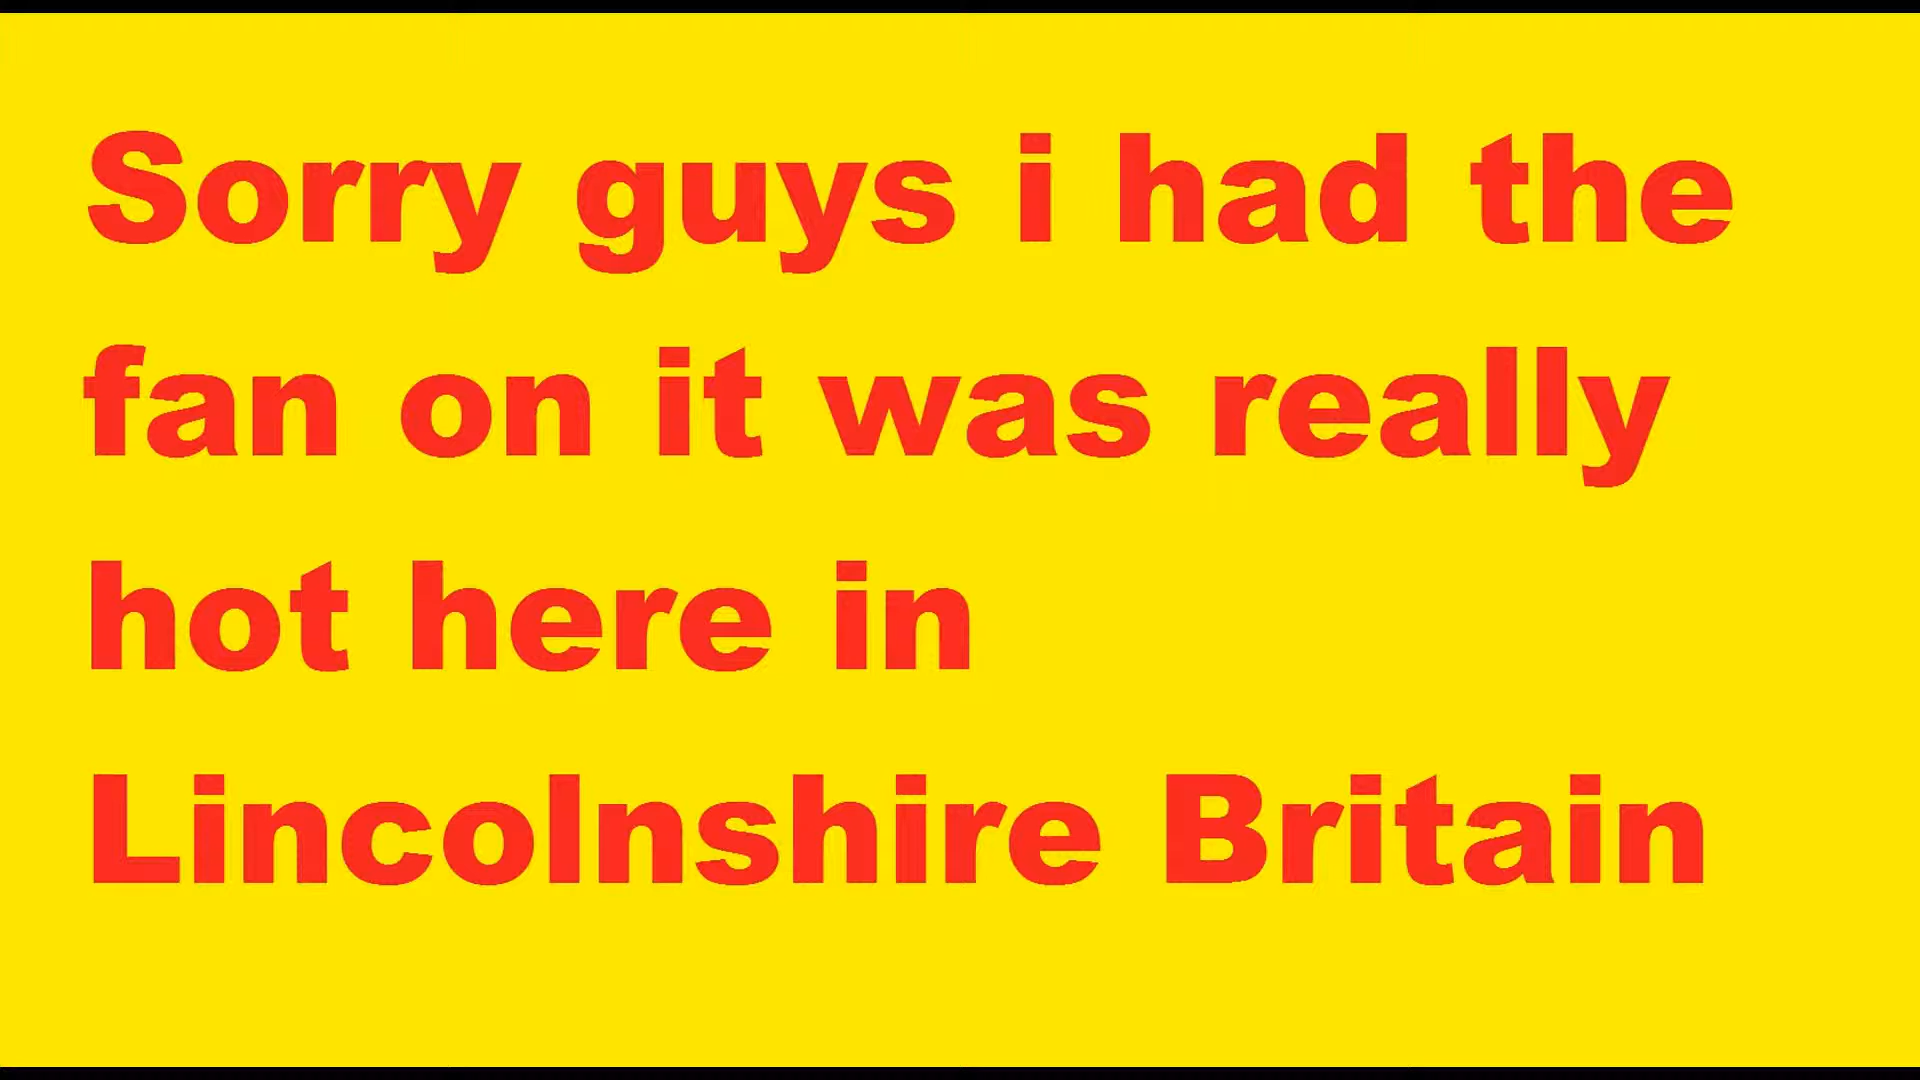 Sorry guys i had the
fan on it was really
hot here in
Lincolnshire Britain